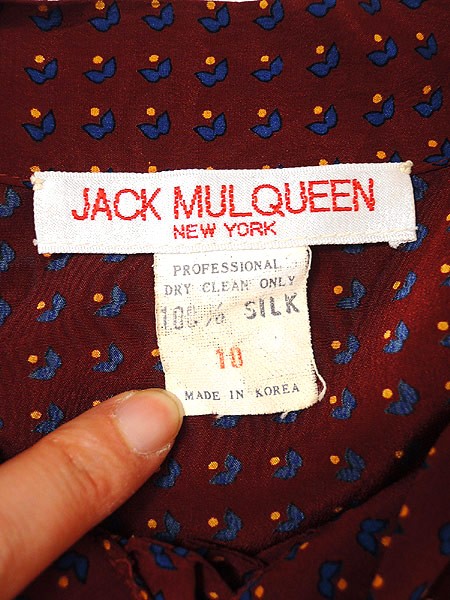 JACK MULQUEEN
NEW YORK
PROFESSIONAL
DRY CLEAN ONLY
100% SILK
10
MADE IN KOREA